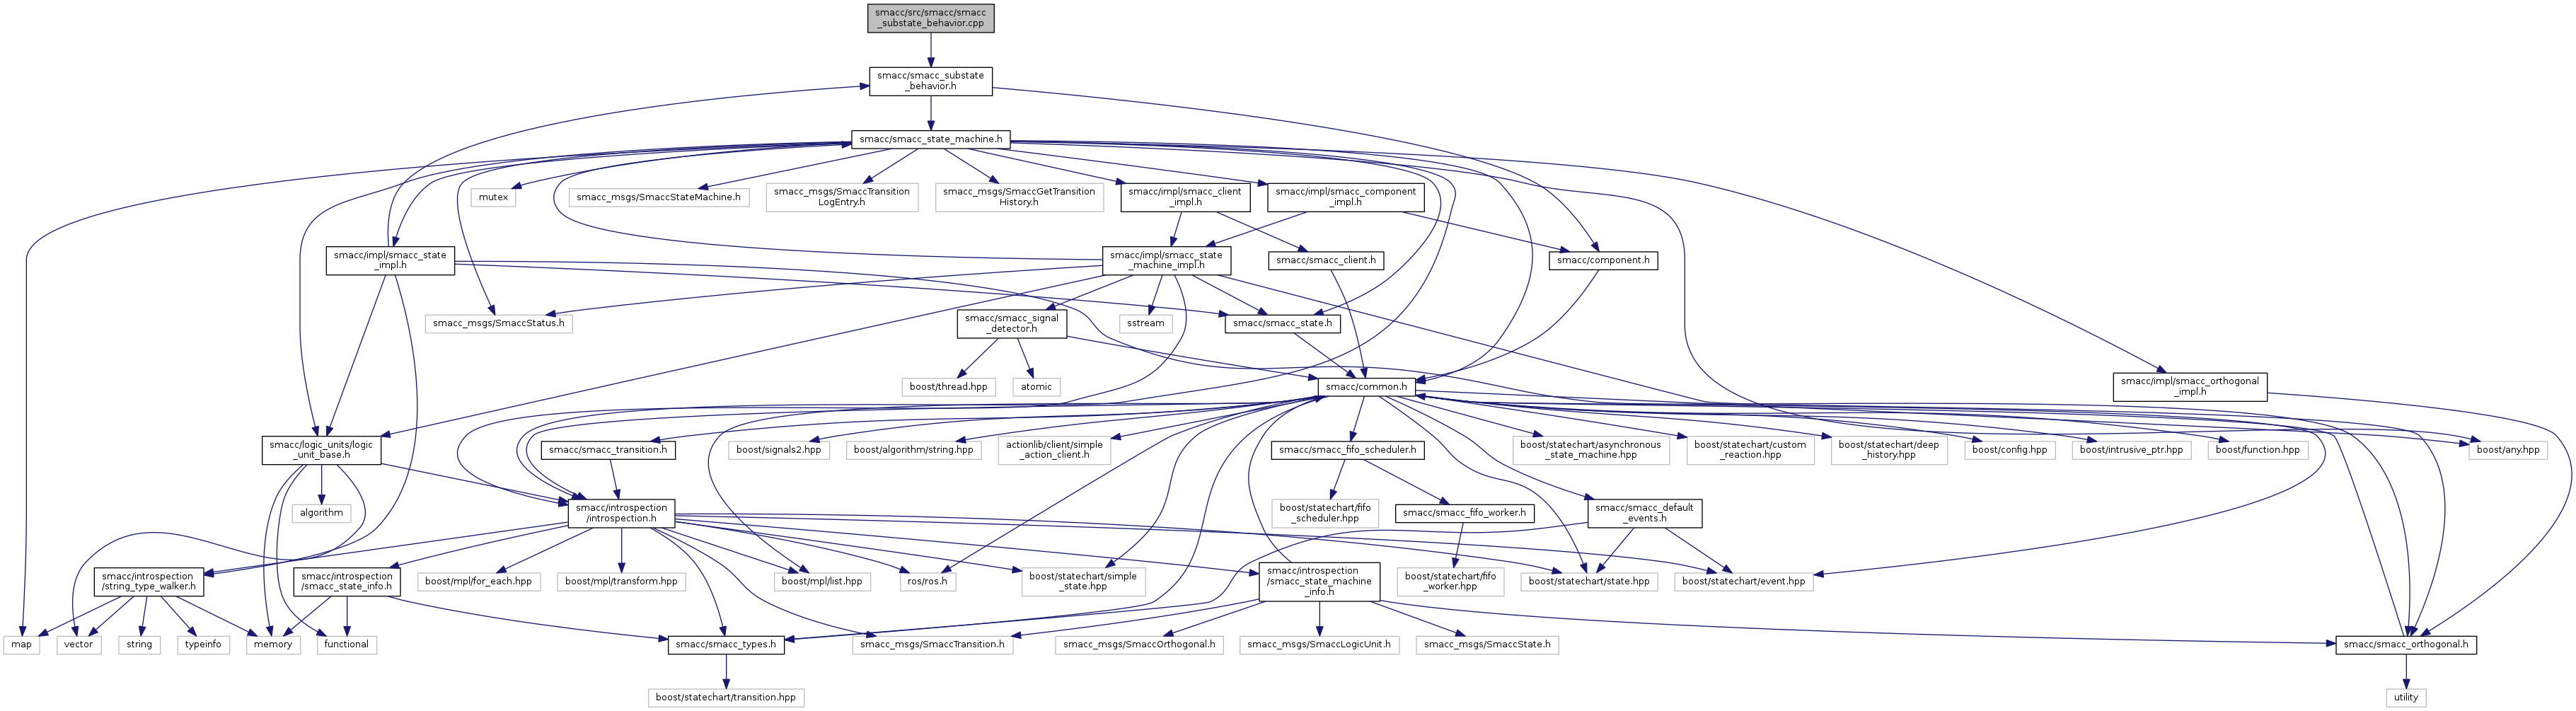 smacc/src/smacc/smacc
_substate_behavior.cpp
smacc/smacc_substate
_behavior.h
smacc/smacc_state_machine.h
mutex
smacc_msgs/SmaccStateMachine.h
smacc_msgs/SmaccTransition
LogEntry.h
smacc_msgs/SmaccGetTransition
History.h
smacc/impl/smacc_client
_impl.h
smacc/impl/smacc_component
_impl.h
smacc/impl/smacc_state
_impl.h
smacc/impl/smacc_state
_machine_impl.h
smacc/smacc_client.h
smacc/component.h
smacc_msgs/SmaccStatus.h
smacc/smacc_signal
_detector.h
sstream
smacc/smacc_state.h
boost/thread.hpp
atomic
smacc/common.h
smacc/impl/smacc_orthogonal
_impl.h
smacc/logic_units/logic
_unit_base.h
smacc/smacc_transition.h
boost/signals2.hpp
boost/algorithm/string.hpp
actionlib/client/simple
_action_client.h
smacc/smacc_fifo_scheduler.h
boost/statechart/asynchronous
_state_machine.hpp
boost/statechart/custom
_reaction.hpp
boost/statechart/deep
_history.hpp
boost/config.hpp
boost/intrusive_ptr.hpp
boost/function.hpp
boost/any.hpp
algorithm
smacc/introspection
/introspection.h
boost/statechart/fifo
_scheduler.hpp
smacc/smacc_fifo_worker.h
smacc/smacc_default
_events.h
smacc/introspection
/string_type_walker.h
smacc/introspection
/smacc_state_info.h
boost/mpl/for_each.hpp
boost/mpl/transform.hpp
boost/mpl/list.hpp
ros/ros.h
boost/statechart/simple
_state.hpp
smacc/introspection
/smacc_state_machine
_info.h
boost/statechart/fifo
_worker.hpp
boost/statechart/state.hpp
boost/statechart/event.hpp
map
vector
string
typeinfo
memory
functional
smacc/smacc_types.h
smacc_msgs/SmaccTransition.h
smacc_msgs/SmaccOrthogonal.h
smacc_msgs/SmaccLogicUnit.h
smacc_msgs/SmaccState.h
smacc/smacc_orthogonal.h
boost/statechart/transition.hpp
utility